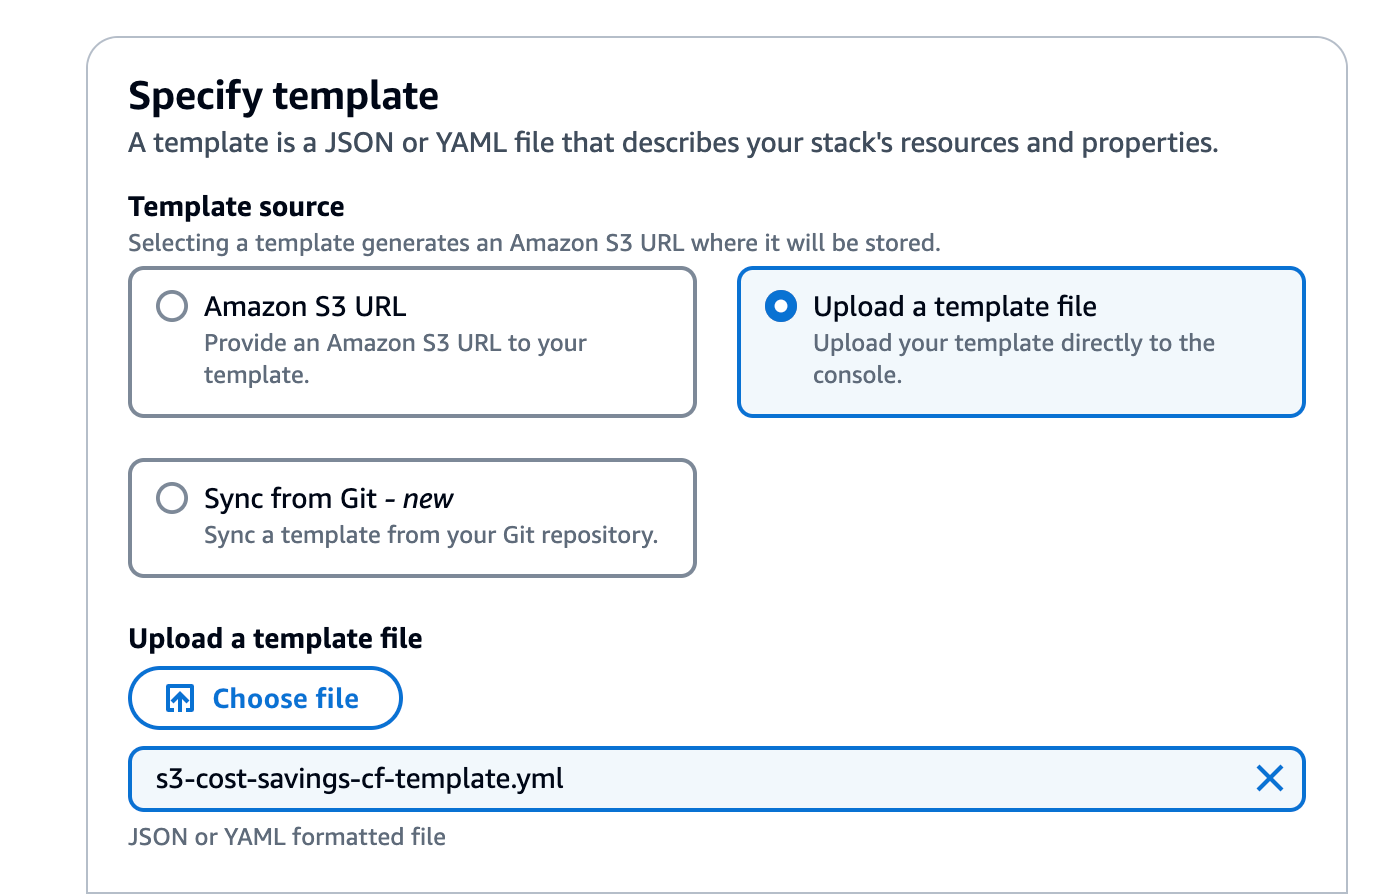 Specify template
A template is a JSON or YAML file that describes your stack's resources and properties.
Template source
Selecting a template generates an Amazon S3 URL where it will be stored.
Amazon S3 URL
Provide an Amazon S3 URL to your
template.
Upload a template file
Upload your template directly to the
console.
Sync from Git - new
Sync a template from your Git repository.
Upload a template file
Choose file
s3-cost-savings-cf-template.yml
JSON or YAML formatted file